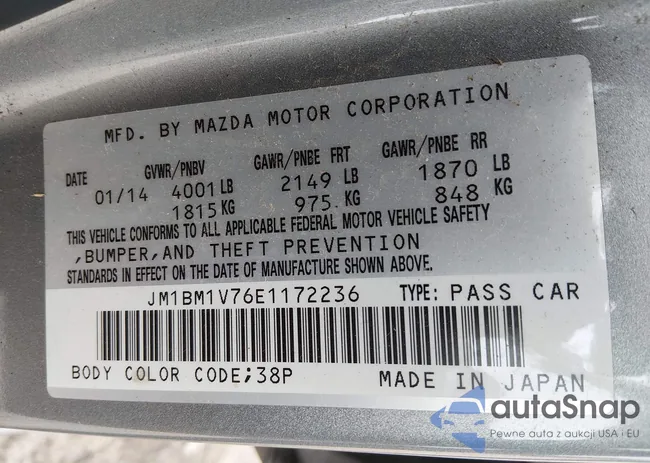 MFD. BY MAZDA MOTOR CORPORATION
DATE GVWR/PNBV GAWR/PNBE FRT GAWR/PNBE RR
01/14 4001 LB 2149 LB 1870 LB
1815 KG 975 KG 848 KG
THIS VEHICLE CONFORMS TO ALL APPLICABLE FEDERAL MOTOR VEHICLE SAFETY
,BUMPER,AND THEFT PREVENTION
STANDARDS IN EFFECT ON THE DATE OF MANUFACTURE SHOWN ABOVE.
JM1BM1V76E1172236 TYPE: PASS CAR
BODY COLOR CODE;38P MADE IN JAPAN
autoSnap
Pewne auta z aukcji USA i EU